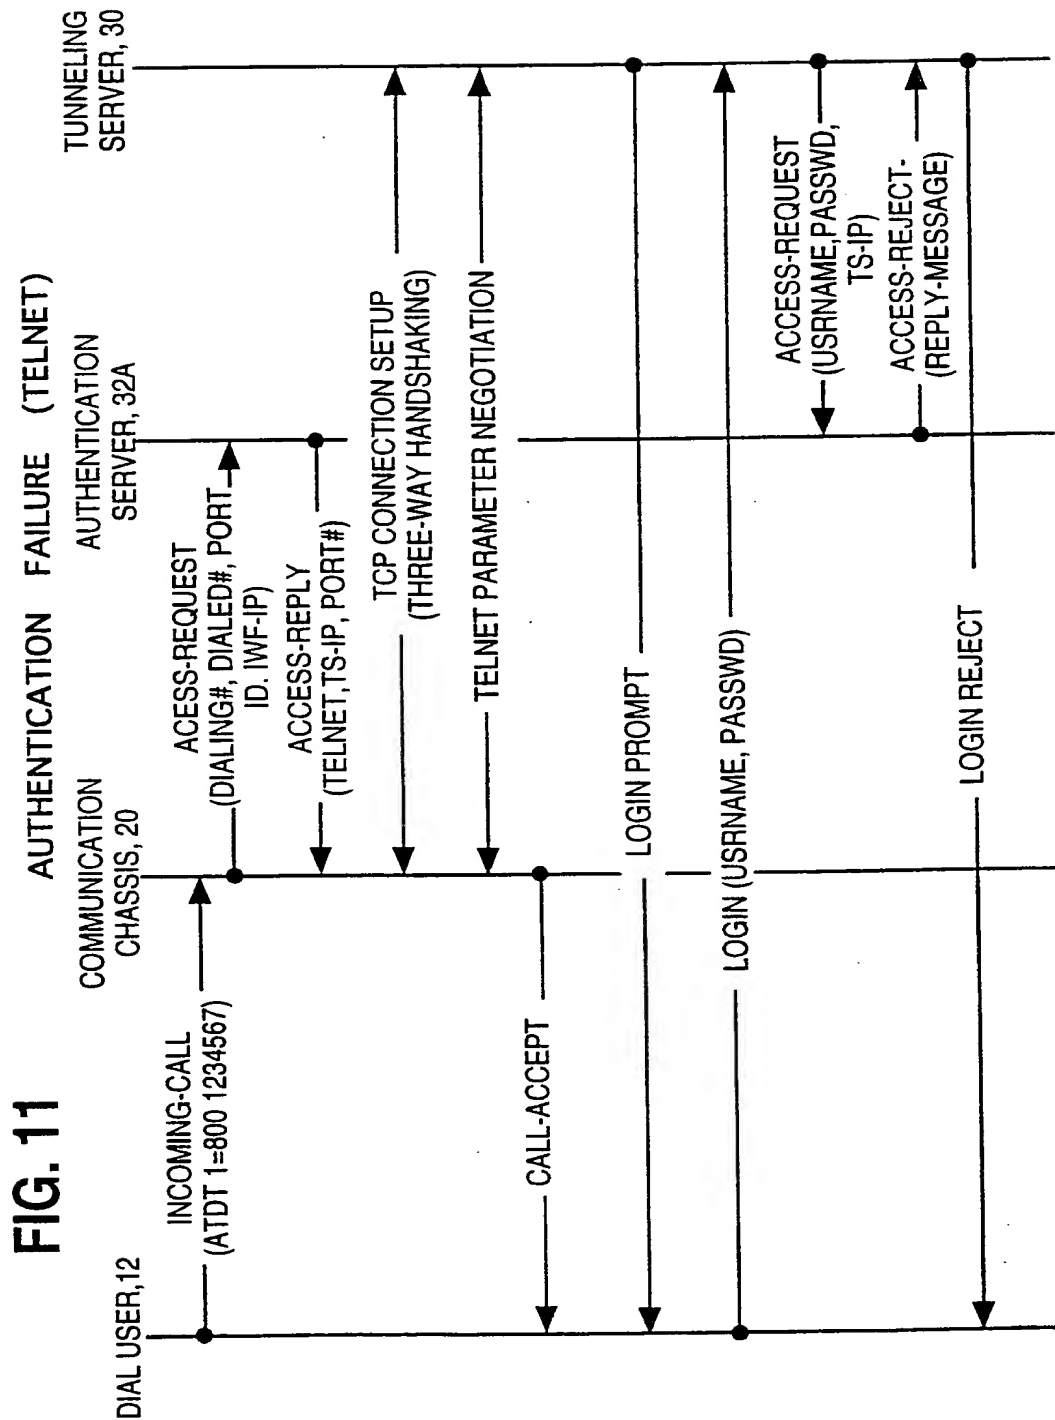 FIG. 11
AUTHENTICATION FAILURE (TELNET)
DIAL USER,12
COMMUNICATION
CHASSIS, 20
AUTHENTICATION
SERVER, 32A
TUNNELING
SERVER, 30
INCOMING-CALL
(ATDT 1=800 1234567)
ACESS-REQUEST
(DIALING#, DIALED#, PORT
ID. IWF-IP)
ACCESS-REPLY
(TELNET,TS-IP, PORT#)
TCP CONNECTION SETUP
(THREE-WAY HANDSHAKING)
TELNET PARAMETER NEGOTIATION
CALL-ACCEPT
LOGIN PROMPT
LOGIN (USRNAME, PASSWD)
ACCESS-REQUEST
(USRNAME,PASSWD,
TS-IP)
ACCESS-REJECT-
(REPLY-MESSAGE)
LOGIN REJECT